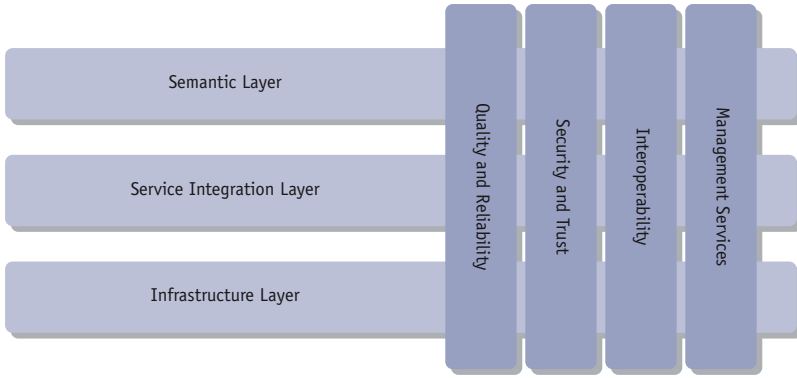 Semantic Layer
Service Integration Layer
Infrastructure Layer
Quality and Reliability
Security and Trust
Interoperability
Management Services